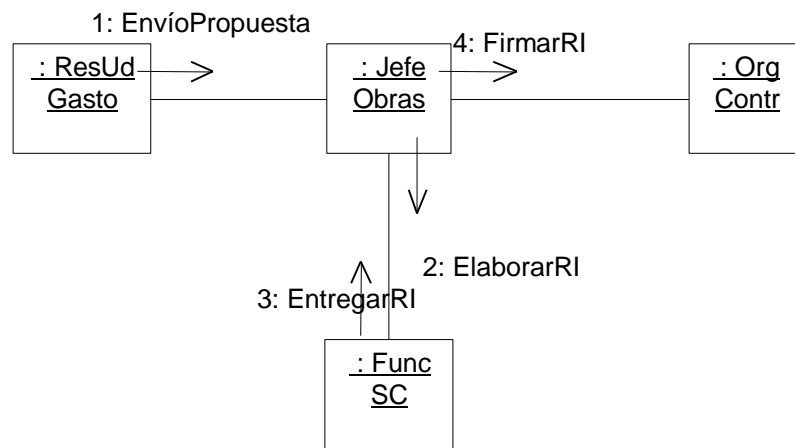 1: EnvíoPropuesta
4: FirmarRI
: ResUd
Gasto
: Jefe
Obras
: Org
Contr
2: ElaborarRI
3: EntregarRI
: Func
SC